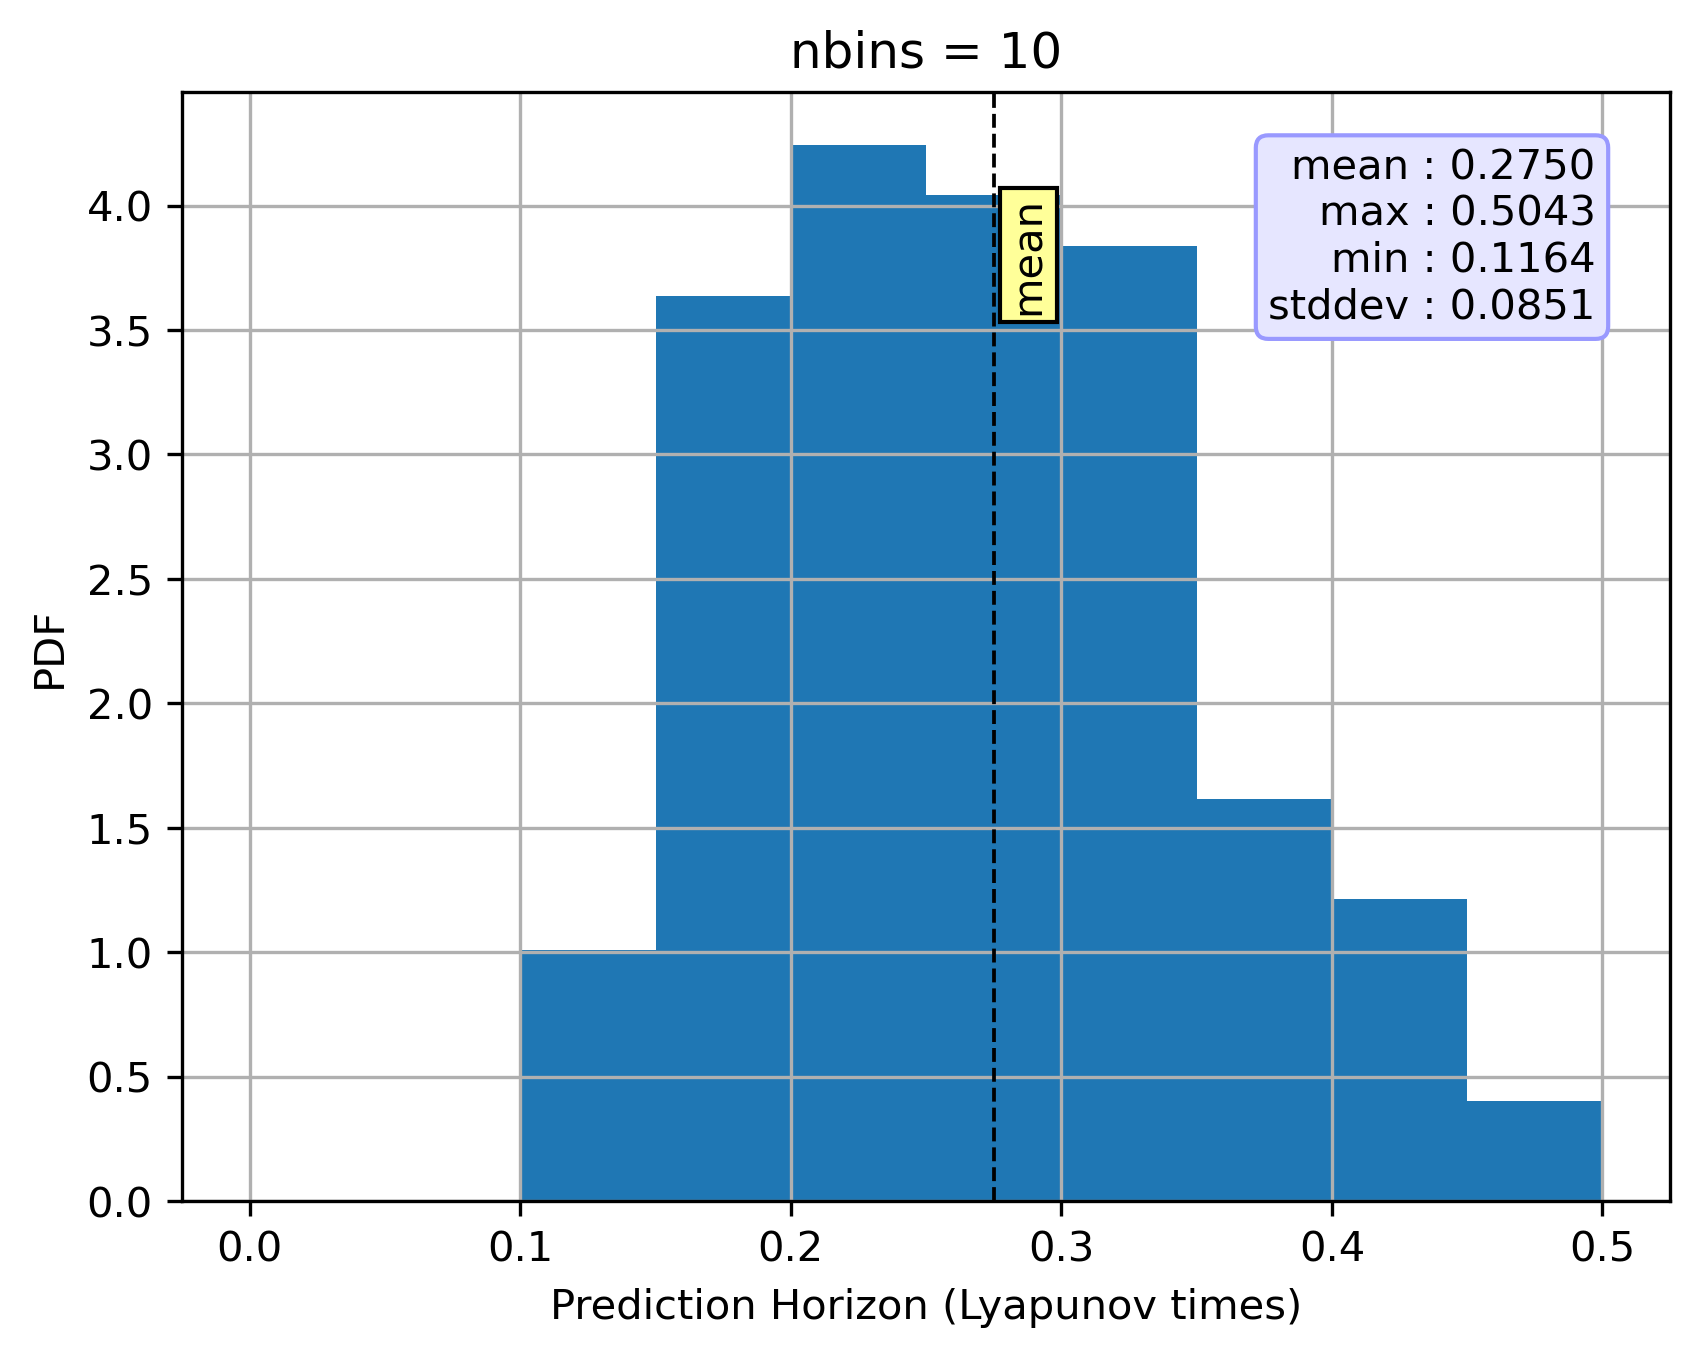 nbins = 10
mean : 0.2750
max : 0.5043
min : 0.1164
stddev : 0.0851
mean
PDF
4.0
3.5
3.0
2.5
2.0
1.5
1.0
0.5
0.0
0.0 0.1 0.2 0.3 0.4 0.5
Prediction Horizon (Lyapunov times)